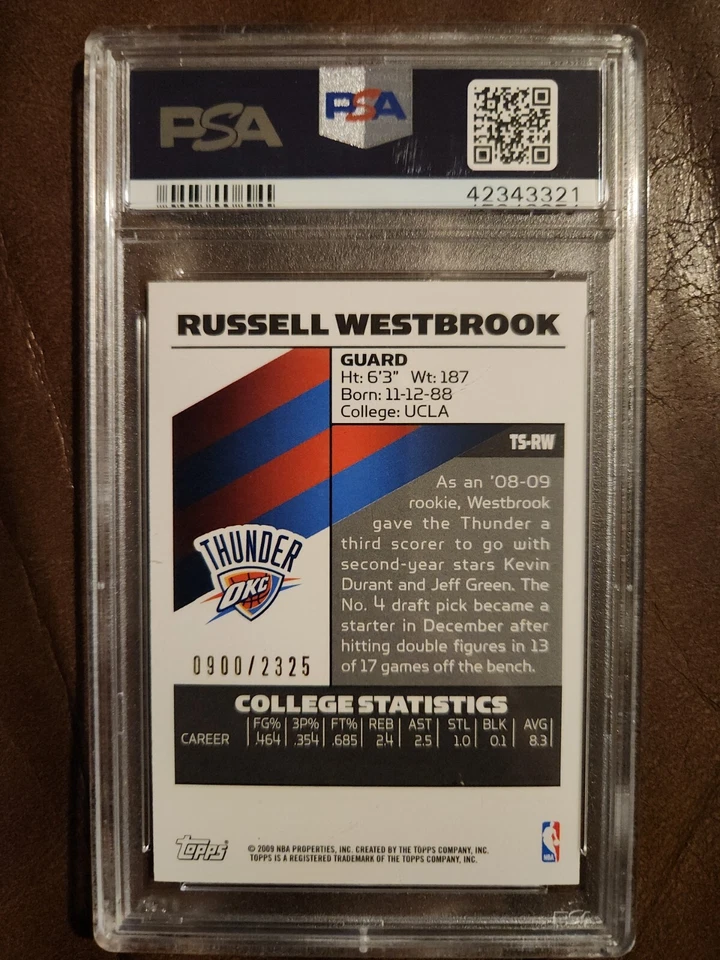 PSA
PSA
42343321
RUSSELL WESTBROOK
GUARD
Ht: 6'3" Wt: 187
Born: 11-12-88
College: UCLA
TS-RW
As an '08-09
rookie, Westbrook
gave the Thunder a
third scorer to go with
second-year stars Kevin
Durant and Jeff Green. The
No. 4 draft pick became a
starter in December after
hitting double figures in 13
of 17 games off the bench.
THUNDER
OKC
0900/2325
COLLEGE STATISTICS
FG% 3P% FT% REB AST STL BLK AVG
CAREER .464 .354 .685 2.4 2.5 1.0 0.1 8.3
Topps
© 2009 NBA PROPERTIES, INC. CREATED BY THE TOPPS COMPANY, INC.
TOPPS IS A REGISTERED TRADEMARK OF THE TOPPS COMPANY, INC.
NBA
PSA